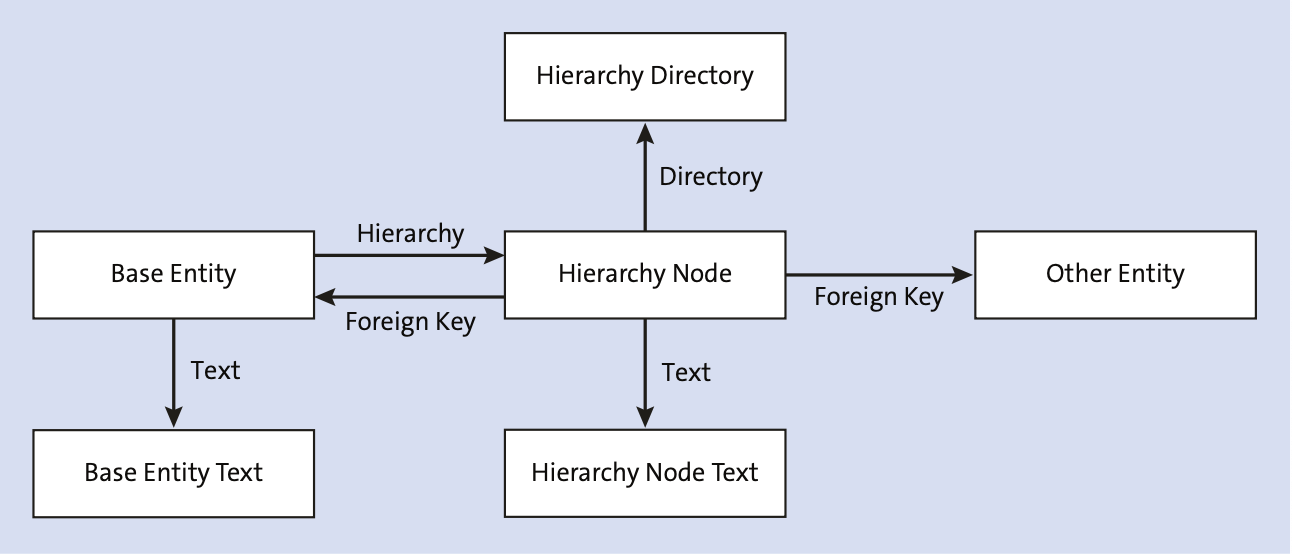 Hierarchy Directory
Directory
Hierarchy
Base Entity
Hierarchy Node
Other Entity
Foreign Key
Foreign Key
Text
Text
Base Entity Text
Hierarchy Node Text